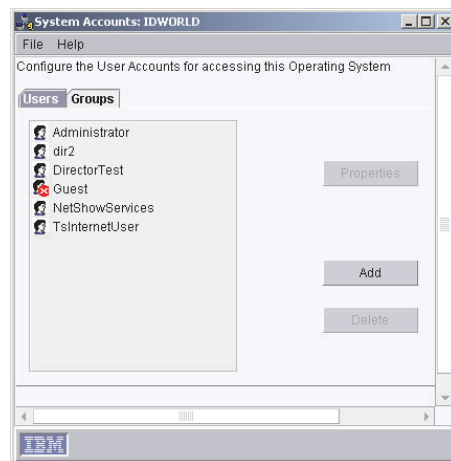 System Accounts: IDWORLD
File Help
Configure the User Accounts for accessing this Operating System
Users Groups
Administrator
dir2
DirectorTest
Guest
NetShowServices
TsInternetUser
Properties
Add
Delete
IBM